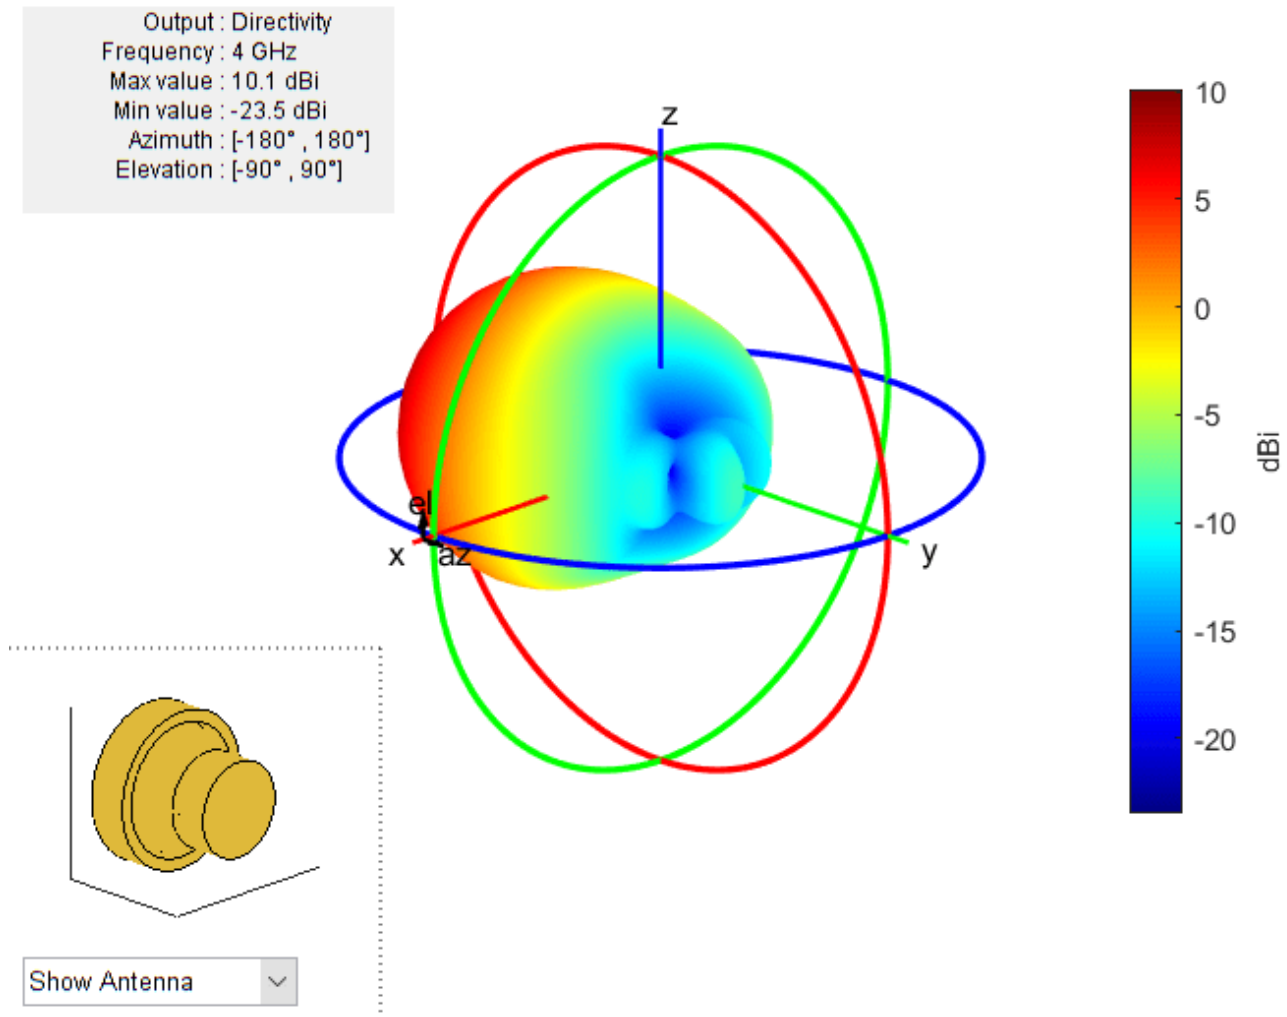 Output : Directivity
Frequency : 4 GHz
Max value : 10.1 dBi
Min value : -23.5 dBi
Azimuth : [-180° , 180°]
Elevation : [-90° , 90°]
z
el
x
az
y
10
5
0
-5
-10
-15
-20
dBi
Show Antenna